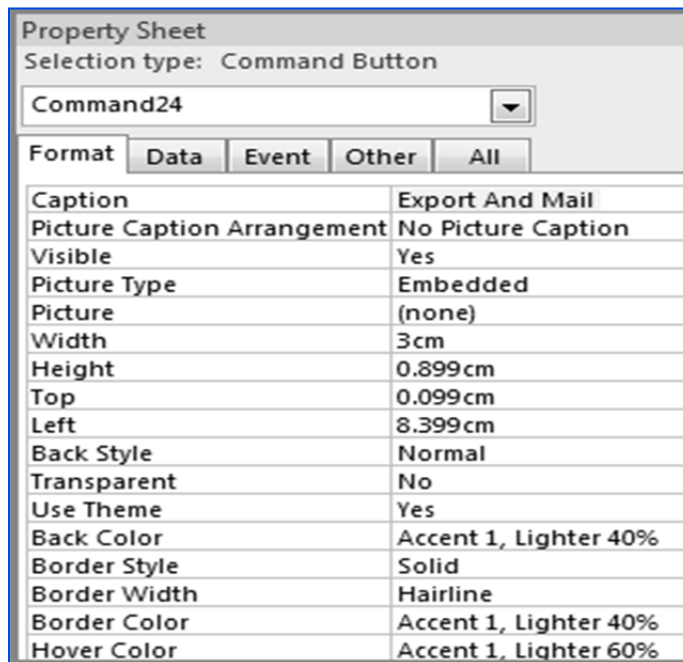 Property Sheet
Selection type: Command Button
Command24
Format Data Event Other All
Caption Export And Mail
Picture Caption Arrangement No Picture Caption
Visible Yes
Picture Type Embedded
Picture (none)
Width 3cm
Height 0.899cm
Top 0.099cm
Left 8.399cm
Back Style Normal
Transparent No
Use Theme Yes
Back Color Accent 1, Lighter 40%
Border Style Solid
Border Width Hairline
Border Color Accent 1, Lighter 40%
Hover Color Accent 1, Lighter 60%